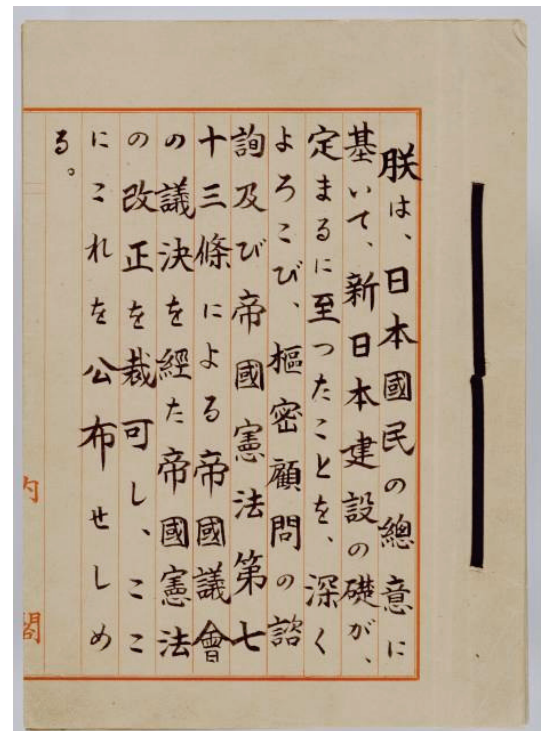 朕は、日本國民の總意に
基いて、新日本建設の礎が、
定まるに至つたことを、深く
よろこび、樞密顧問の諮
詢及び帝國憲法第七
十三條による帝國議會
の議決を経た帝國憲法
の改正を裁可し、ここ
にこれを公布せしめ
る。
内閣